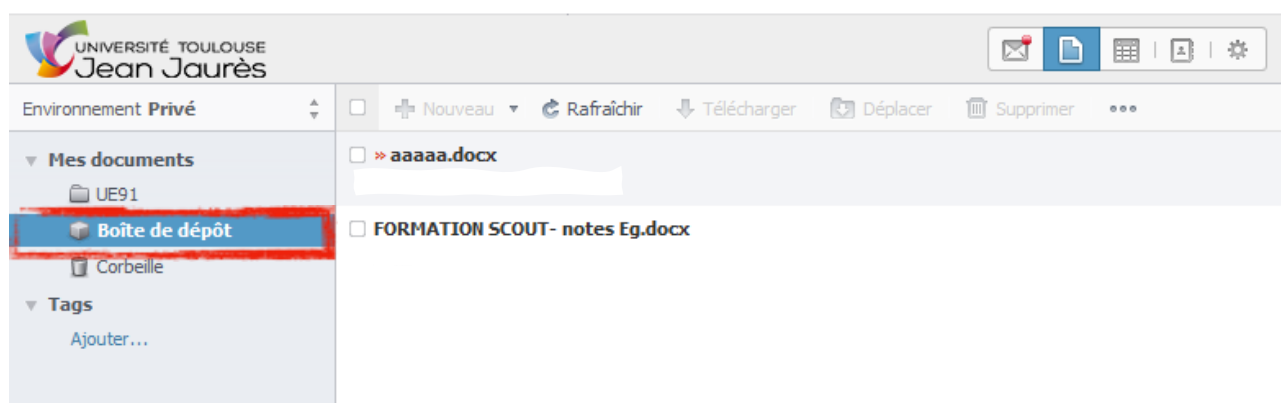 UNIVERSITÉ TOULOUSE
Jean Jaurès
Environnement Privé
Nouveau Rafraîchir Télécharger Déplacer Supprimer
Mes documents
UE91
Boîte de dépôt
Corbeille
Tags
Ajouter...
» aaaaa.docx
FORMATION SCOUT- notes Eg.docx